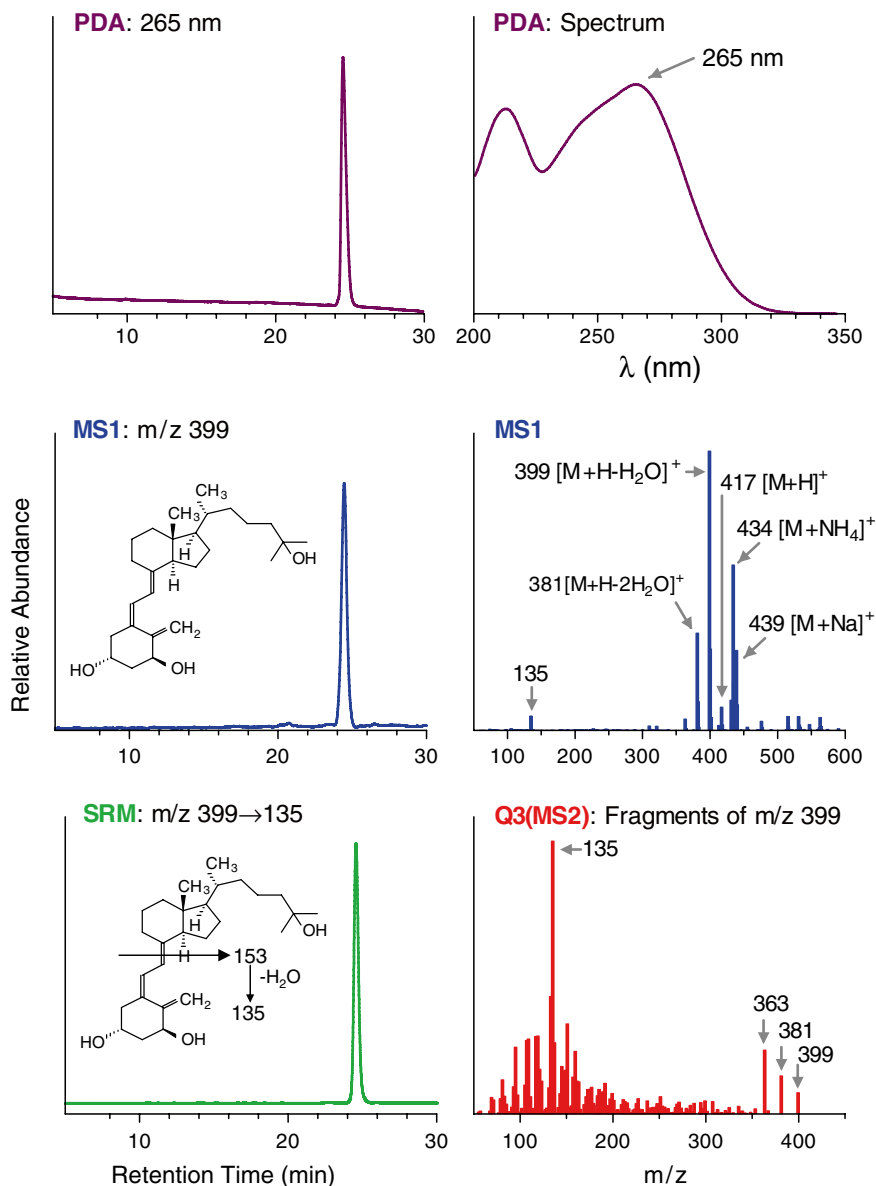 PDA: 265 nm
10 20 30
PDA: Spectrum
265 nm
200 250 300 350
λ (nm)
Relative Abundance
MS1: m/z 399
CH3
CH3
H
OH
H
CH2
HO
OH
10 20 30
MS1
399 [M+H-H2O]+
417 [M+H]+
434 [M+NH4]+
381[M+H-2H2O]+
439 [M+Na]+
135
100 200 300 400 500 600
SRM: m/z 399→135
CH3
CH3
H
OH
H
153
-H2O
CH2
135
HO
OH
10 20 30
Retention Time (min)
Q3(MS2): Fragments of m/z 399
135
363
381
399
100 200 300 400
m/z